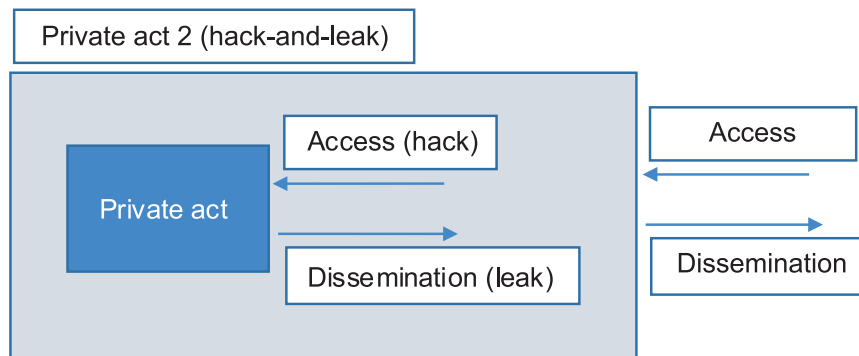 Private act 2 (hack-and-leak)
Access (hack)
Access
Private act
Dissemination (leak)
Dissemination